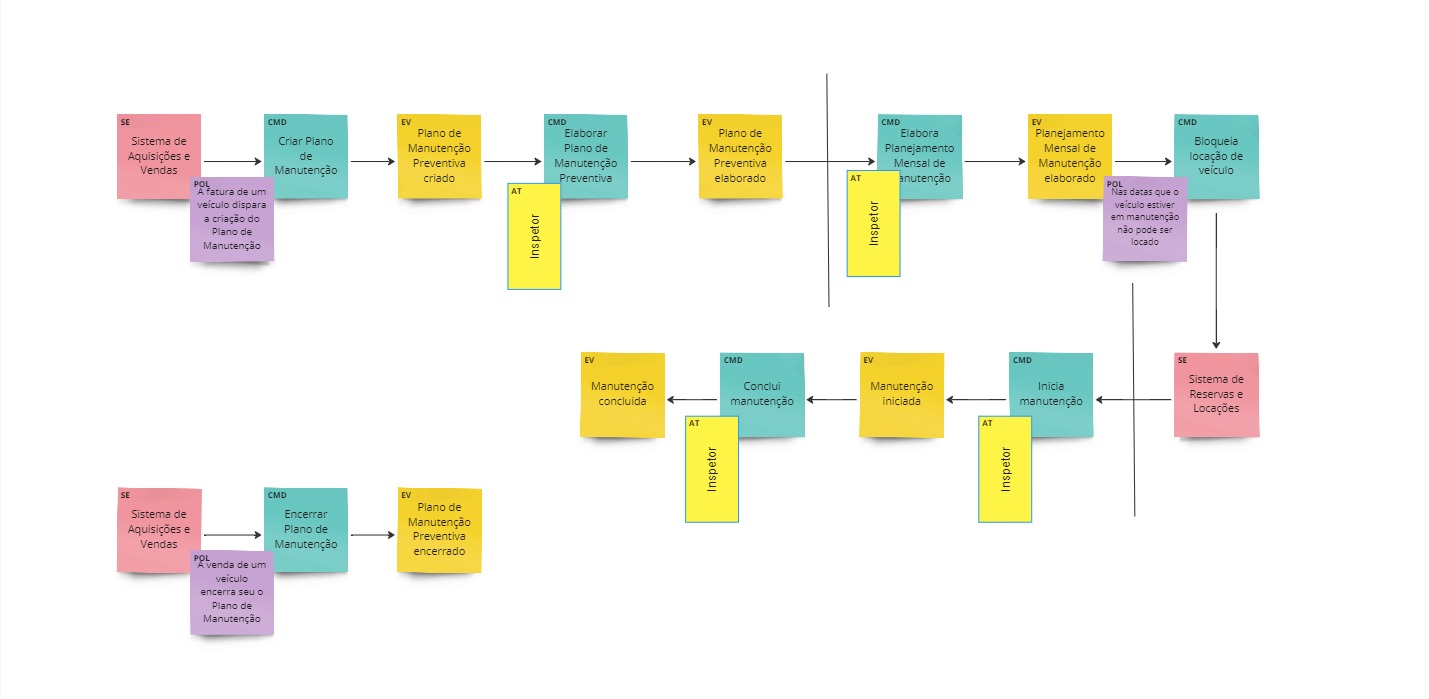 SE
Sistema de
Aquisições e
Vendas
POL
A fatura de um
veículo dispara
a criação do
Plano de
Manutenção
CMD
Criar Plano
de
Manutenção
EV
Plano de
Manutenção
Preventiva
criado
CMD
Elaborar
Plano de
Manutenção
Preventiva
AT
Inspetor
EV
Plano de
Manutenção
Preventiva
elaborado
CMD
Elabora
Planejamento
Mensal de
anutenção
AT
Inspetor
EV
Planejamento
Mensal de
Manutenção
elaborado
POL
Nas datas que o
veículo estiver
em manutenção
não pode ser
locado
CMD
Bloqueia
locação de
veículo
SE
Sistema de
Reservas e
Locações
CMD
Inicia
manutenção
AT
Inspetor
EV
Manutenção
iniciada
CMD
Conclui
manutenção
AT
Inspetor
EV
Manutenção
concluida
SE
Sistema de
Aquisições e
Vendas
POL
A venda de um
veículo
encerra seu o
Plano de
Manutenção
CMD
Encerrar
Plano de
Manutenção
EV
Plano de
Manutenção
Preventiva
encerrado